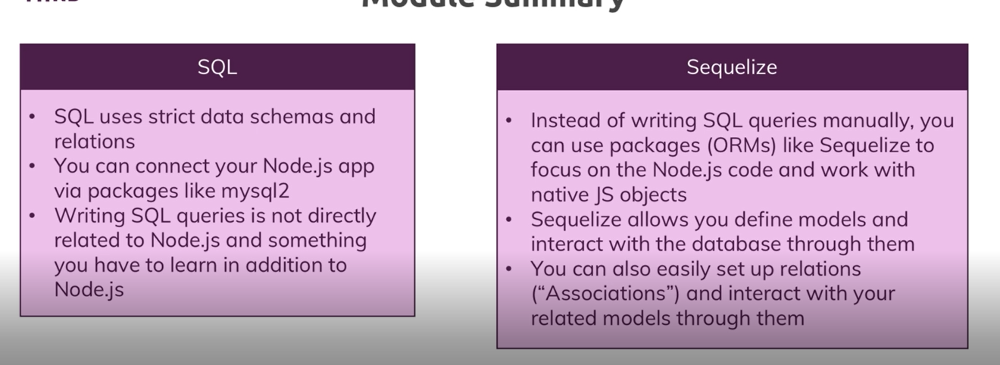 Module Summary
SQL
• SQL uses strict data schemas and
relations
• You can connect your Node.js app
via packages like mysql2
• Writing SQL queries is not directly
related to Node.js and something
you have to learn in addition to
Node.js
Sequelize
• Instead of writing SQL queries manually, you
can use packages (ORMs) like Sequelize to
focus on the Node.js code and work with
native JS objects
• Sequelize allows you define models and
interact with the database through them
• You can also easily set up relations
(“Associations”) and interact with your
related models through them